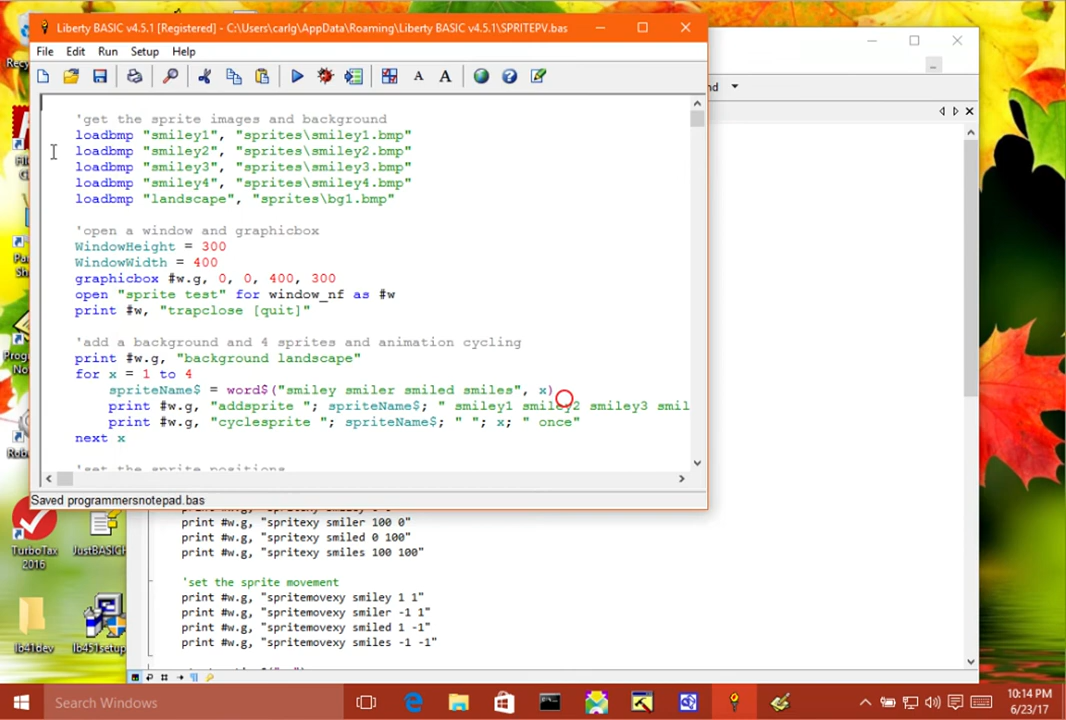 Liberty BASIC v4.5.1 [Registered] - C:\Users\carlg\AppData\Roaming\Liberty BASIC v4.5.1\SPRITEPV.bas
File Edit Run Setup Help
'get the sprite images and background
loadbmp "smiley1", "sprites\smiley1.bmp"
loadbmp "smiley2", "sprites\smiley2.bmp"
loadbmp "smiley3", "sprites\smiley3.bmp"
loadbmp "smiley4", "sprites\smiley4.bmp"
loadbmp "landscape", "sprites\bg1.bmp"
'open a window and graphicbox
WindowHeight = 300
WindowWidth = 400
graphicbox #w.g, 0, 0, 400, 300
open "sprite test" for window_nf as #w
print #w, "trapclose [quit]"
'add a background and 4 sprites and animation cycling
print #w.g, "background landscape"
for x = 1 to 4
spriteName$ = word$("smiley smiler smiled smiles", x)
print #w.g, "addsprite "; spriteName$; " smiley1 smiley2 smiley3 smil
print #w.g, "cyclesprite "; spriteName$; " "; x; " once"
next x
'set the sprite positions
Saved programmersnotepad.bas
nd
print #w.g, "spritexy smiler 100 0"
print #w.g, "spritexy smiled 0 100"
print #w.g, "spritexy smiles 100 100"
'set the sprite movement
print #w.g, "spritemovexy smiley 1 1"
print #w.g, "spritemovexy smiler -1 1"
print #w.g, "spritemovexy smiled 1 -1"
print #w.g, "spritemovexy smiles -1 -1"
TurboTax
2016
JustBASIC
lb41dev
lb451setup
Search Windows
10:14 PM
6/23/17